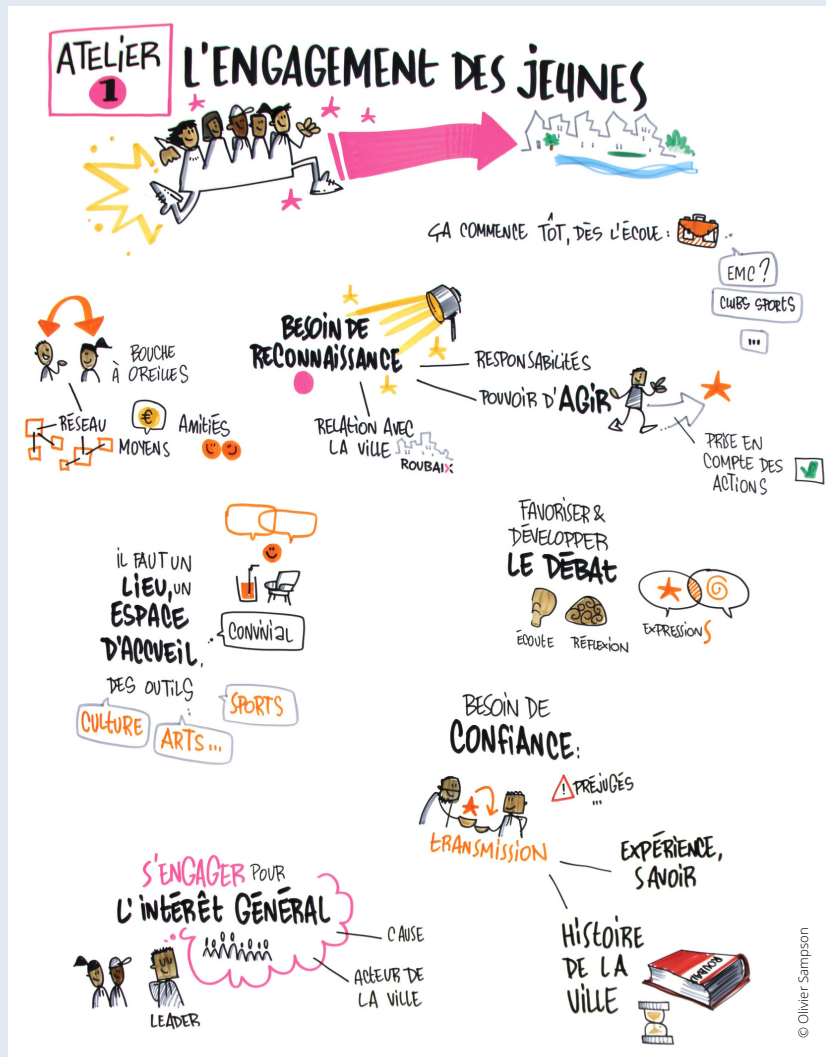 ATELIER
1
L'ENGAGEMENT DES JEUNES
ÇA COMMENCE TÔT, DÈS L'ÉCOLE :
EMC ?
CLUBS SPORTS
...
BOUCHE
À OREILLES
RÉSEAU
€
MOYENS
AMITIÉS
BESOIN DE
RECONNAISSANCE
RESPONSABILITÉS
POUVOIR D'AGIR
RELATION AVEC
LA VILLE
ROUBAIX
PRISE EN
COMPTE DES
ACTIONS
IL FAUT UN
LIEU, UN
ESPACE
D'ACCUEIL.
CONVIVIAL
DES OUTILS
CULTURE
ARTS...
SPORTS
FAVORISER &
DÉVELOPPER
LE DÉBAT
ÉCOUTE
RÉFLEXION
EXPRESSIONS
BESOIN DE
CONFIANCE :
! PRÉJUGÉS
...
TRANSMISSION
EXPÉRIENCE,
SAVOIR
HISTOIRE
DE LA
VILLE
ROUBAIX
S'ENGAGER POUR
L'INTÉRÊT GÉNÉRAL
CAUSE
ACTEUR DE
LA VILLE
LEADER
© Olivier Sampson